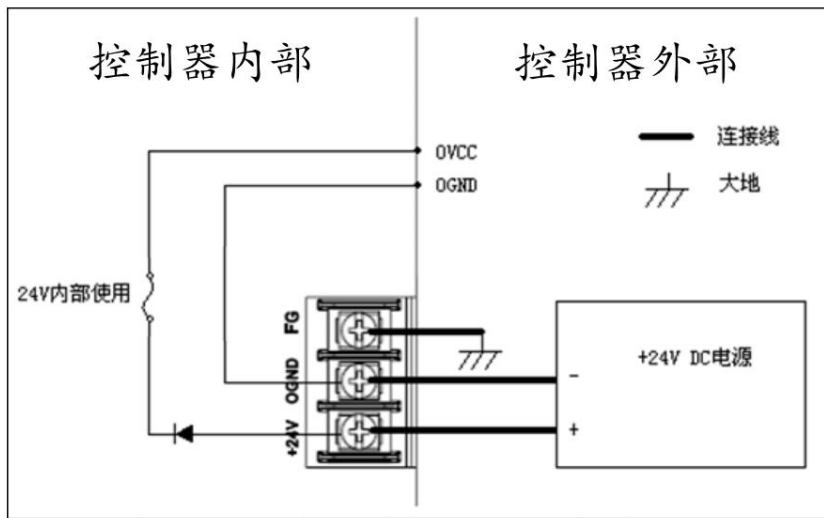 控制器内部
控制器外部
OVCC
OGND
连接线
大地
24V内部使用
FG
OGND
+24V
-
+
+24V DC电源